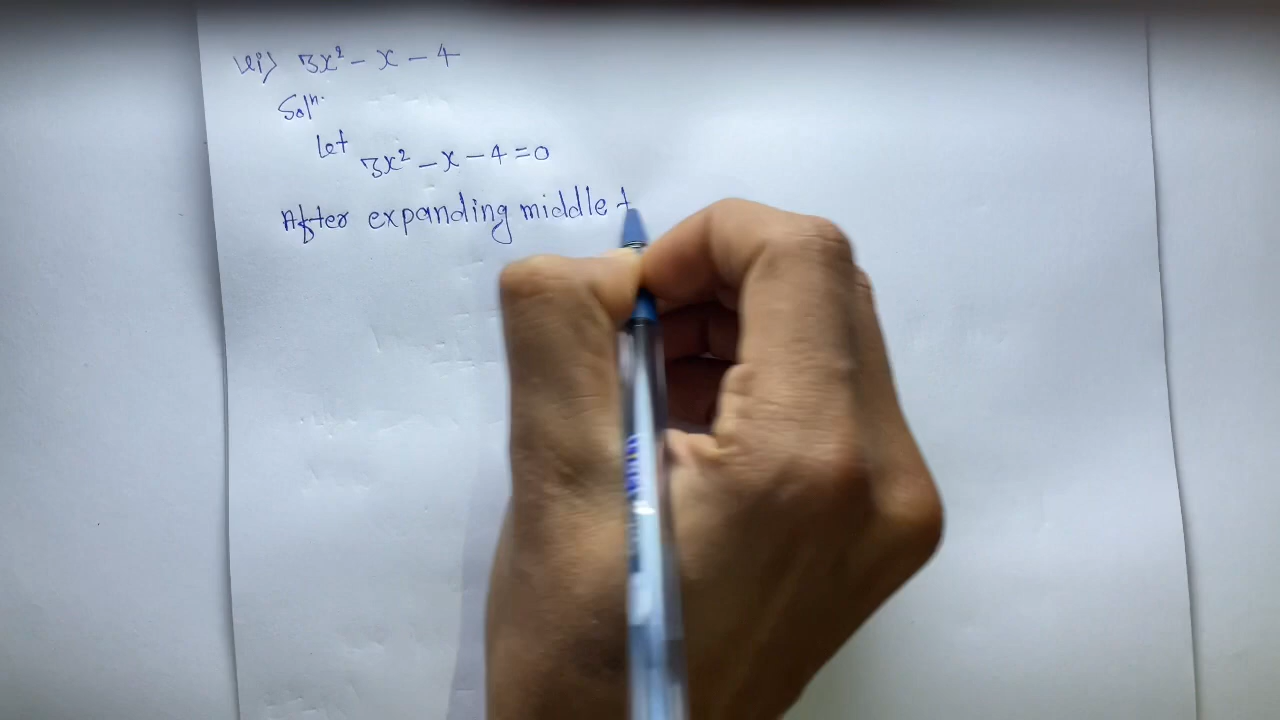 vi) 3x² - x - 4
Solⁿ.
Let
3x² - x - 4 = 0
After expanding middle t